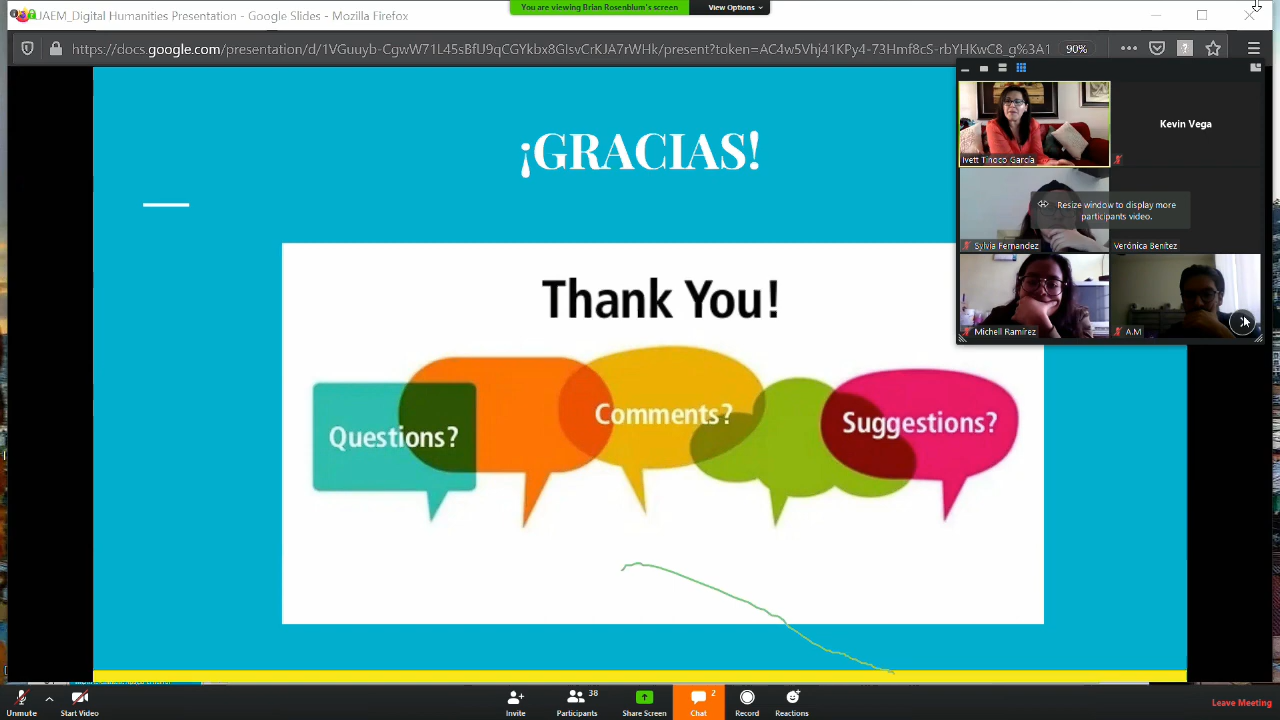 UAEM_Digital Humanities Presentation - Google Slides - Mozilla Firefox
You are viewing Brian Rosenblum's screen
View Options
https://docs.google.com/presentation/d/1VGuuyb-CgwW71L45sBfU9qCGYkbx8GlsvCrKJA7rWHk/present?token=AC4w5Vhj41KPy4-73Hmf8cS-rbYHKwC8_g%3A1
90%
Ivett Tinoco García
Kevin Vega
Resize window to display more
participants video.
Sylvia Fernandez
Verónica Benítez
Michell Ramírez
A.M
¡GRACIAS!
Thank You!
Questions?
Comments?
Suggestions?
Unmute
Start Video
Invite
Participants
38
Share Screen
Chat
2
Record
Reactions
Leave Meeting